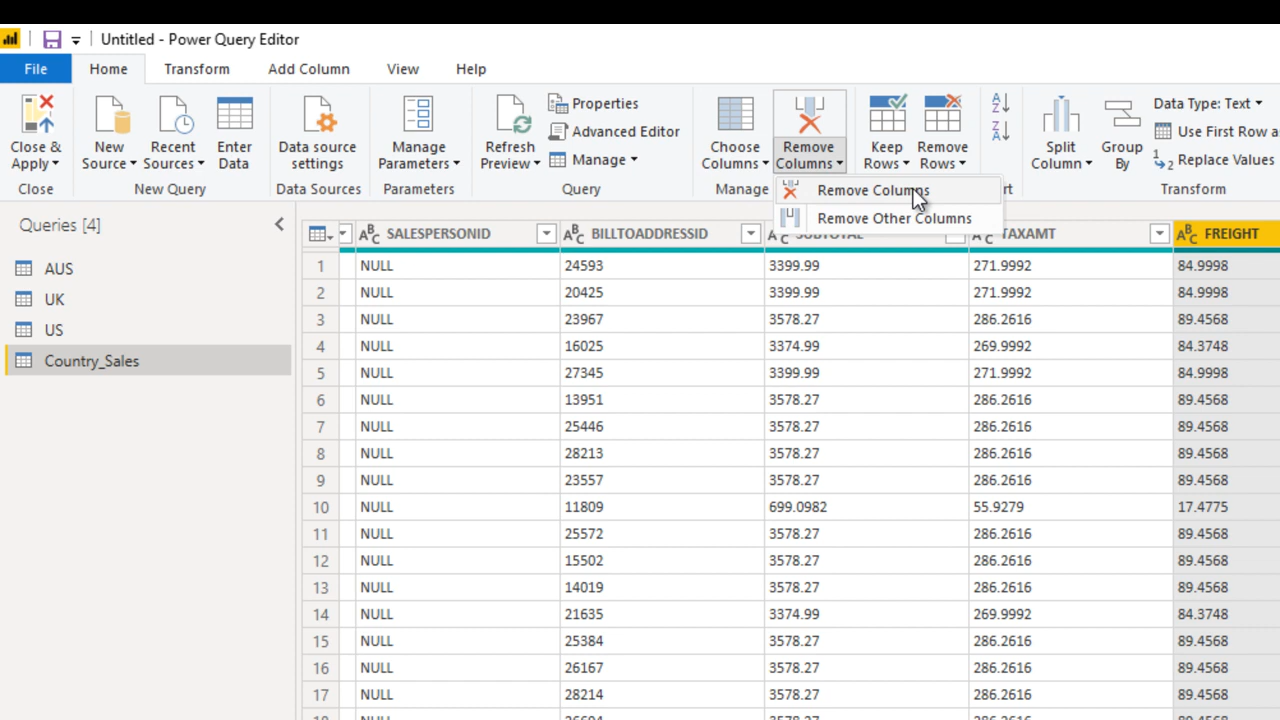 Untitled - Power Query Editor
File Home Transform Add Column View Help
Close & Apply
New Source
Recent Sources
Enter Data
Data source settings
Manage Parameters
Refresh Preview
Properties
Advanced Editor
Manage
Choose Columns
Remove Columns
Keep Rows
Remove Rows
Split Column
Group By
Data Type: Text
Use First Row a
Replace Values
Close New Query Data Sources Parameters Query Manage rt Transform
Remove Columns
Remove Other Columns
Queries [4]
AUS
UK
US
Country_Sales
SALESPERSONID BILLTOADDRESSID SUBTOTAL TAXAMT FREIGHT
1 NULL 24593 3399.99 271.9992 84.9998
2 NULL 20425 3399.99 271.9992 84.9998
3 NULL 23967 3578.27 286.2616 89.4568
4 NULL 16025 3374.99 269.9992 84.3748
5 NULL 27345 3399.99 271.9992 84.9998
6 NULL 13951 3578.27 286.2616 89.4568
7 NULL 25446 3578.27 286.2616 89.4568
8 NULL 28213 3578.27 286.2616 89.4568
9 NULL 23557 3578.27 286.2616 89.4568
10 NULL 11809 699.0982 55.9279 17.4775
11 NULL 25572 3578.27 286.2616 89.4568
12 NULL 15502 3578.27 286.2616 89.4568
13 NULL 14019 3578.27 286.2616 89.4568
14 NULL 21635 3374.99 269.9992 84.3748
15 NULL 25384 3578.27 286.2616 89.4568
16 NULL 26167 3578.27 286.2616 89.4568
17 NULL 28214 3578.27 286.2616 89.4568